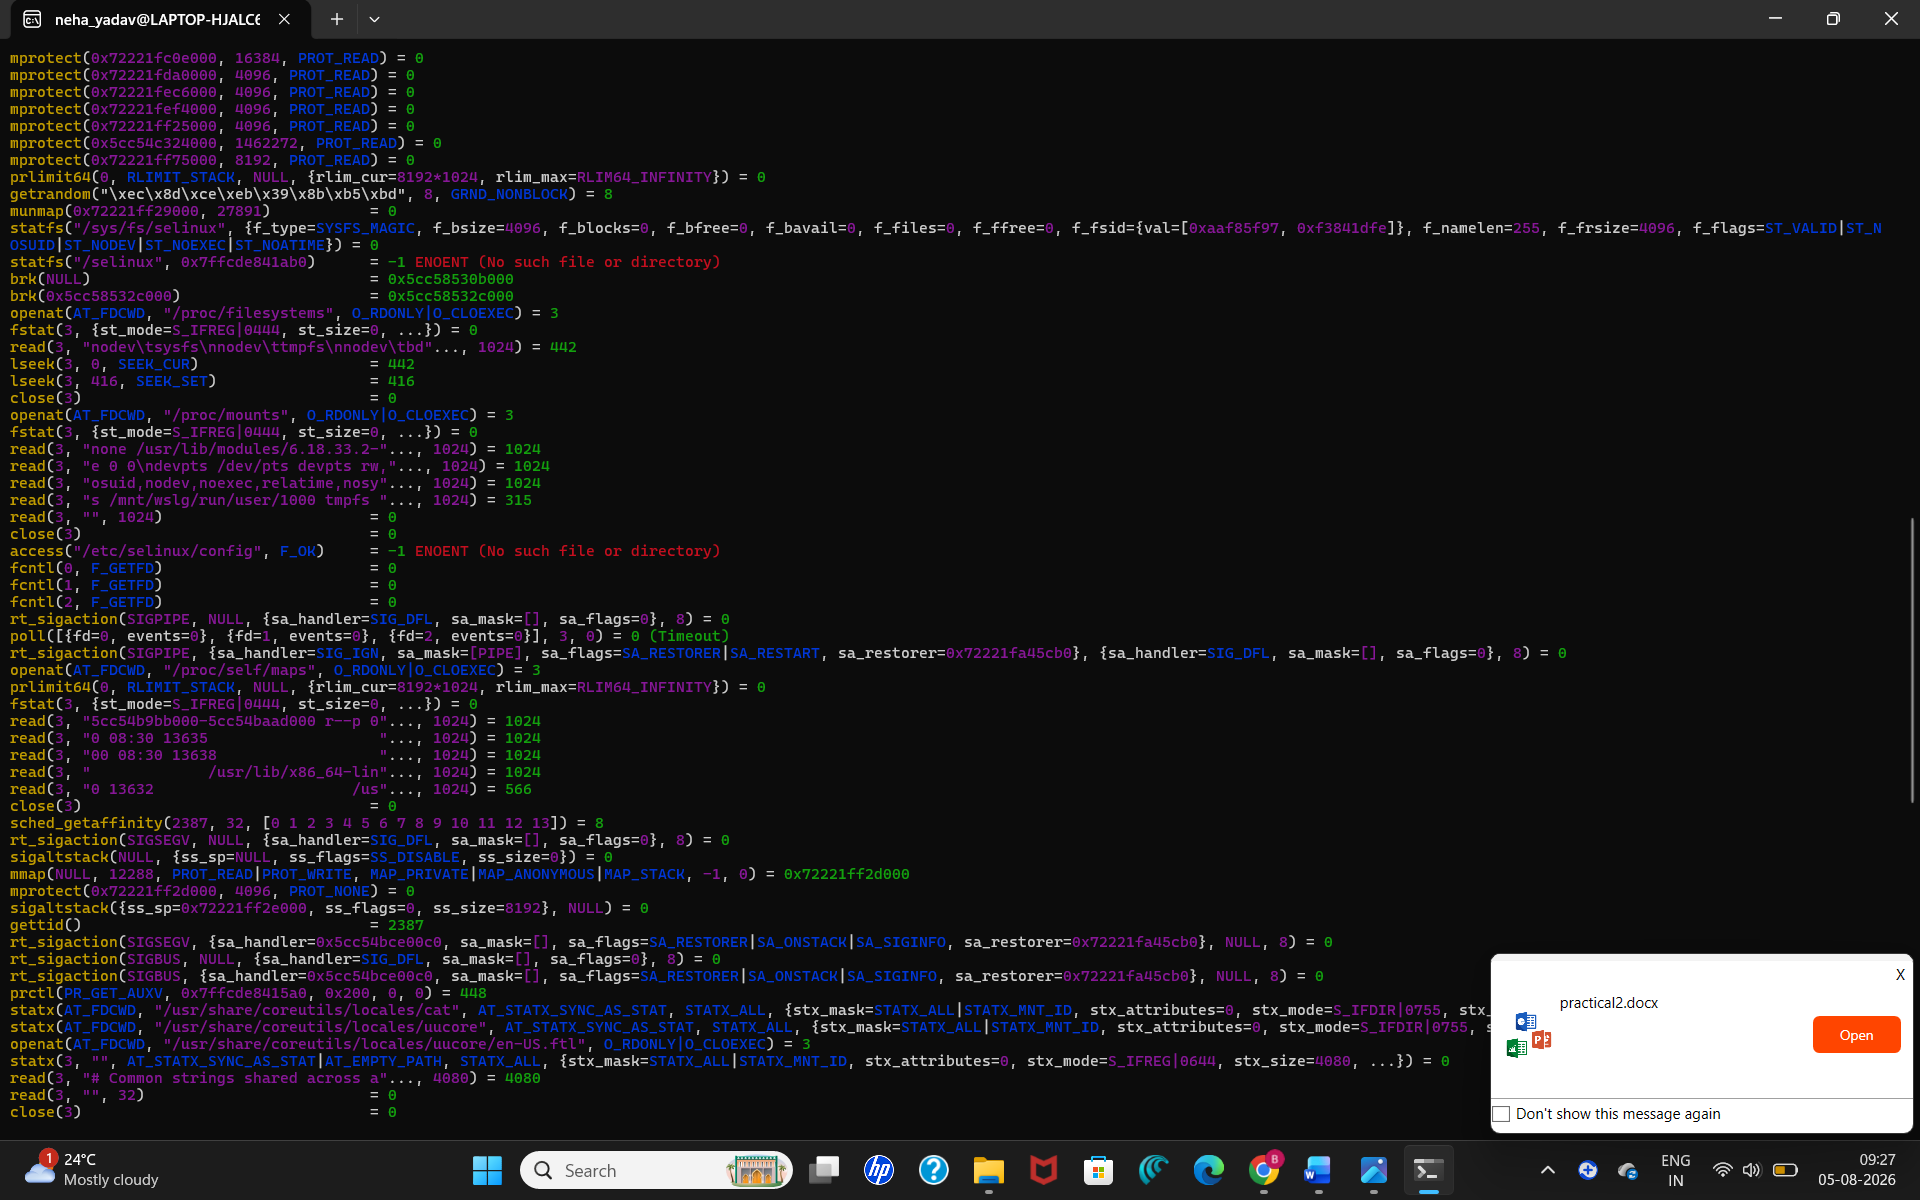 neha_yadav@LAPTOP-HJALC6
mprotect(0x72221fc0e000, 16384, PROT_READ) = 0
mprotect(0x72221fda0000, 4096, PROT_READ) = 0
mprotect(0x72221fec6000, 4096, PROT_READ) = 0
mprotect(0x72221fef4000, 4096, PROT_READ) = 0
mprotect(0x72221ff25000, 4096, PROT_READ) = 0
mprotect(0x5cc54c324000, 1462272, PROT_READ) = 0
mprotect(0x72221ff75000, 8192, PROT_READ) = 0
prlimit64(0, RLIMIT_STACK, NULL, {rlim_cur=8192*1024, rlim_max=RLIM64_INFINITY}) = 0
getrandom("\xec\x8d\xce\xeb\x39\x8b\xb5\xbd", 8, GRND_NONBLOCK) = 8
munmap(0x72221ff29000, 27891)           = 0
statfs("/sys/fs/selinux", {f_type=SYSFS_MAGIC, f_bsize=4096, f_blocks=0, f_bfree=0, f_bavail=0, f_files=0, f_ffree=0, f_fsid={val=[0xaaf85f97, 0xf3841dfe]}, f_namelen=255, f_frsize=4096, f_flags=ST_VALID|ST_N
OSUID|ST_NODEV|ST_NOEXEC|ST_NOATIME}) = 0
statfs("/selinux", 0x7ffcde841ab0)      = -1 ENOENT (No such file or directory)
brk(NULL)                               = 0x5cc58530b000
brk(0x5cc58532c000)                     = 0x5cc58532c000
openat(AT_FDCWD, "/proc/filesystems", O_RDONLY|O_CLOEXEC) = 3
fstat(3, {st_mode=S_IFREG|0444, st_size=0, ...}) = 0
read(3, "nodev\tsysfs\nnodev\ttmpfs\nnodev\tbd"..., 1024) = 442
lseek(3, 0, SEEK_CUR)                   = 442
lseek(3, 416, SEEK_SET)                 = 416
close(3)                                = 0
openat(AT_FDCWD, "/proc/mounts", O_RDONLY|O_CLOEXEC) = 3
fstat(3, {st_mode=S_IFREG|0444, st_size=0, ...}) = 0
read(3, "none /usr/lib/modules/6.18.33.2-"..., 1024) = 1024
read(3, "e 0 0\ndevpts /dev/pts devpts rw,"..., 1024) = 1024
read(3, "osuid,nodev,noexec,relatime,nosy"..., 1024) = 1024
read(3, "s /mnt/wslg/run/user/1000 tmpfs "..., 1024) = 315
read(3, "", 1024)                       = 0
close(3)                                = 0
access("/etc/selinux/config", F_OK)     = -1 ENOENT (No such file or directory)
fcntl(0, F_GETFD)                       = 0
fcntl(1, F_GETFD)                       = 0
fcntl(2, F_GETFD)                       = 0
rt_sigaction(SIGPIPE, NULL, {sa_handler=SIG_DFL, sa_mask=[], sa_flags=0}, 8) = 0
poll([{fd=0, events=0}, {fd=1, events=0}, {fd=2, events=0}], 3, 0) = 0 (Timeout)
rt_sigaction(SIGPIPE, {sa_handler=SIG_IGN, sa_mask=[PIPE], sa_flags=SA_RESTORER|SA_RESTART, sa_restorer=0x72221fa45cb0}, {sa_handler=SIG_DFL, sa_mask=[], sa_flags=0}, 8) = 0
openat(AT_FDCWD, "/proc/self/maps", O_RDONLY|O_CLOEXEC) = 3
prlimit64(0, RLIMIT_STACK, NULL, {rlim_cur=8192*1024, rlim_max=RLIM64_INFINITY}) = 0
fstat(3, {st_mode=S_IFREG|0444, st_size=0, ...}) = 0
read(3, "5cc54b9bb000-5cc54baad000 r--p 0"..., 1024) = 1024
read(3, "0 08:30 13635                   "..., 1024) = 1024
read(3, "00 08:30 13638                  "..., 1024) = 1024
read(3, "             /usr/lib/x86_64-lin"..., 1024) = 1024
read(3, "0 13632                      /us"..., 1024) = 566
close(3)                                = 0
sched_getaffinity(2387, 32, [0 1 2 3 4 5 6 7 8 9 10 11 12 13]) = 8
rt_sigaction(SIGSEGV, NULL, {sa_handler=SIG_DFL, sa_mask=[], sa_flags=0}, 8) = 0
sigaltstack(NULL, {ss_sp=NULL, ss_flags=SS_DISABLE, ss_size=0}) = 0
mmap(NULL, 12288, PROT_READ|PROT_WRITE, MAP_PRIVATE|MAP_ANONYMOUS|MAP_STACK, -1, 0) = 0x72221ff2d000
mprotect(0x72221ff2d000, 4096, PROT_NONE) = 0
sigaltstack({ss_sp=0x72221ff2e000, ss_flags=0, ss_size=8192}, NULL) = 0
gettid()                                = 2387
rt_sigaction(SIGSEGV, {sa_handler=0x5cc54bce00c0, sa_mask=[], sa_flags=SA_RESTORER|SA_ONSTACK|SA_SIGINFO, sa_restorer=0x72221fa45cb0}, NULL, 8) = 0
rt_sigaction(SIGBUS, NULL, {sa_handler=SIG_DFL, sa_mask=[], sa_flags=0}, 8) = 0
rt_sigaction(SIGBUS, {sa_handler=0x5cc54bce00c0, sa_mask=[], sa_flags=SA_RESTORER|SA_ONSTACK|SA_SIGINFO, sa_restorer=0x72221fa45cb0}, NULL, 8) = 0
prctl(PR_GET_AUXV, 0x7ffcde8415a0, 0x200, 0, 0) = 448
statx(AT_FDCWD, "/usr/share/coreutils/locales/cat", AT_STATX_SYNC_AS_STAT, STATX_ALL, {stx_mask=STATX_ALL|STATX_MNT_ID, stx_attributes=0, stx_mode=S_IFDIR|0755, stx_
statx(AT_FDCWD, "/usr/share/coreutils/locales/uucore", AT_STATX_SYNC_AS_STAT, STATX_ALL, {stx_mask=STATX_ALL|STATX_MNT_ID, stx_attributes=0, stx_mode=S_IFDIR|0755, s
openat(AT_FDCWD, "/usr/share/coreutils/locales/uucore/en-US.ftl", O_RDONLY|O_CLOEXEC) = 3
statx(3, "", AT_STATX_SYNC_AS_STAT|AT_EMPTY_PATH, STATX_ALL, {stx_mask=STATX_ALL|STATX_MNT_ID, stx_attributes=0, stx_mode=S_IFREG|0644, stx_size=4080, ...}) = 0
read(3, "# Common strings shared across a"..., 4080) = 4080
read(3, "", 32)                         = 0
close(3)                                = 0
X
practical2.docx
Open
Don't show this message again
1
24°C
Mostly cloudy
Search
hp
B
ENG
IN
09:27
05-08-2026